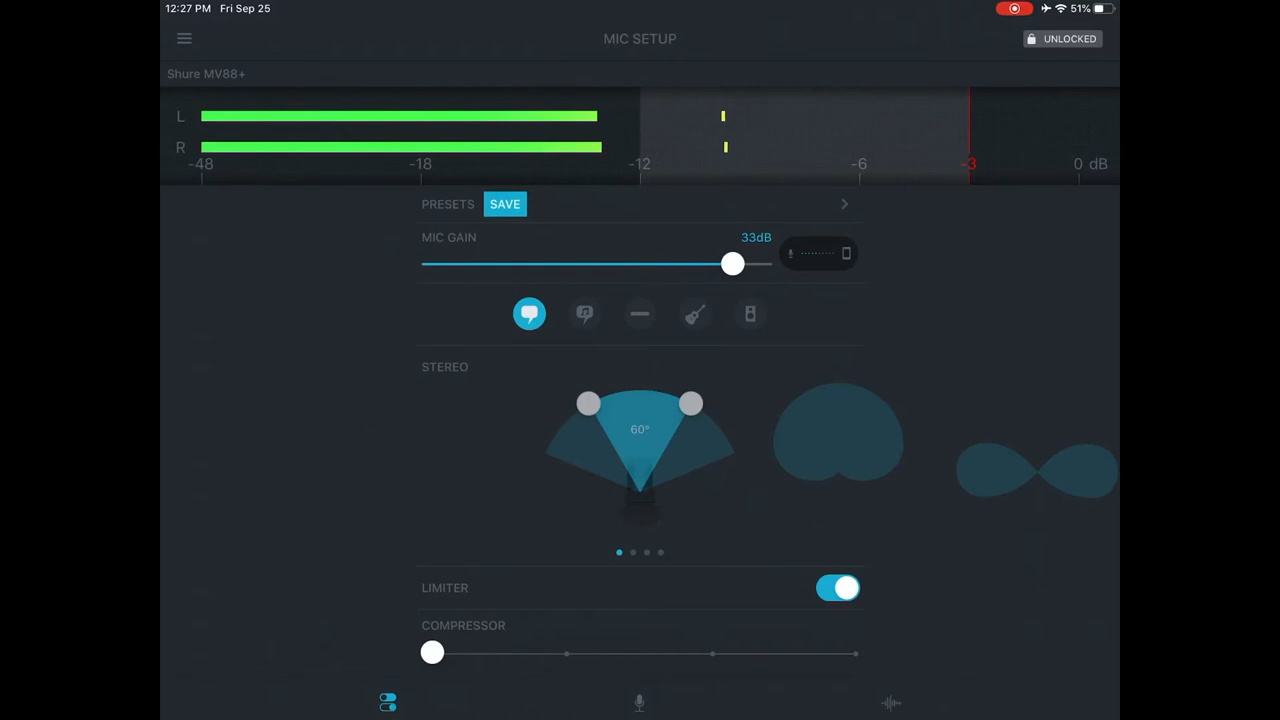 12:27 PM Fri Sep 25 51%
MIC SETUP
UNLOCKED
Shure MV88+
L
R
-48 -18 -12 -6 -3 0 dB
PRESETS SAVE
MIC GAIN 33dB
STEREO
60°
LIMITER
COMPRESSOR